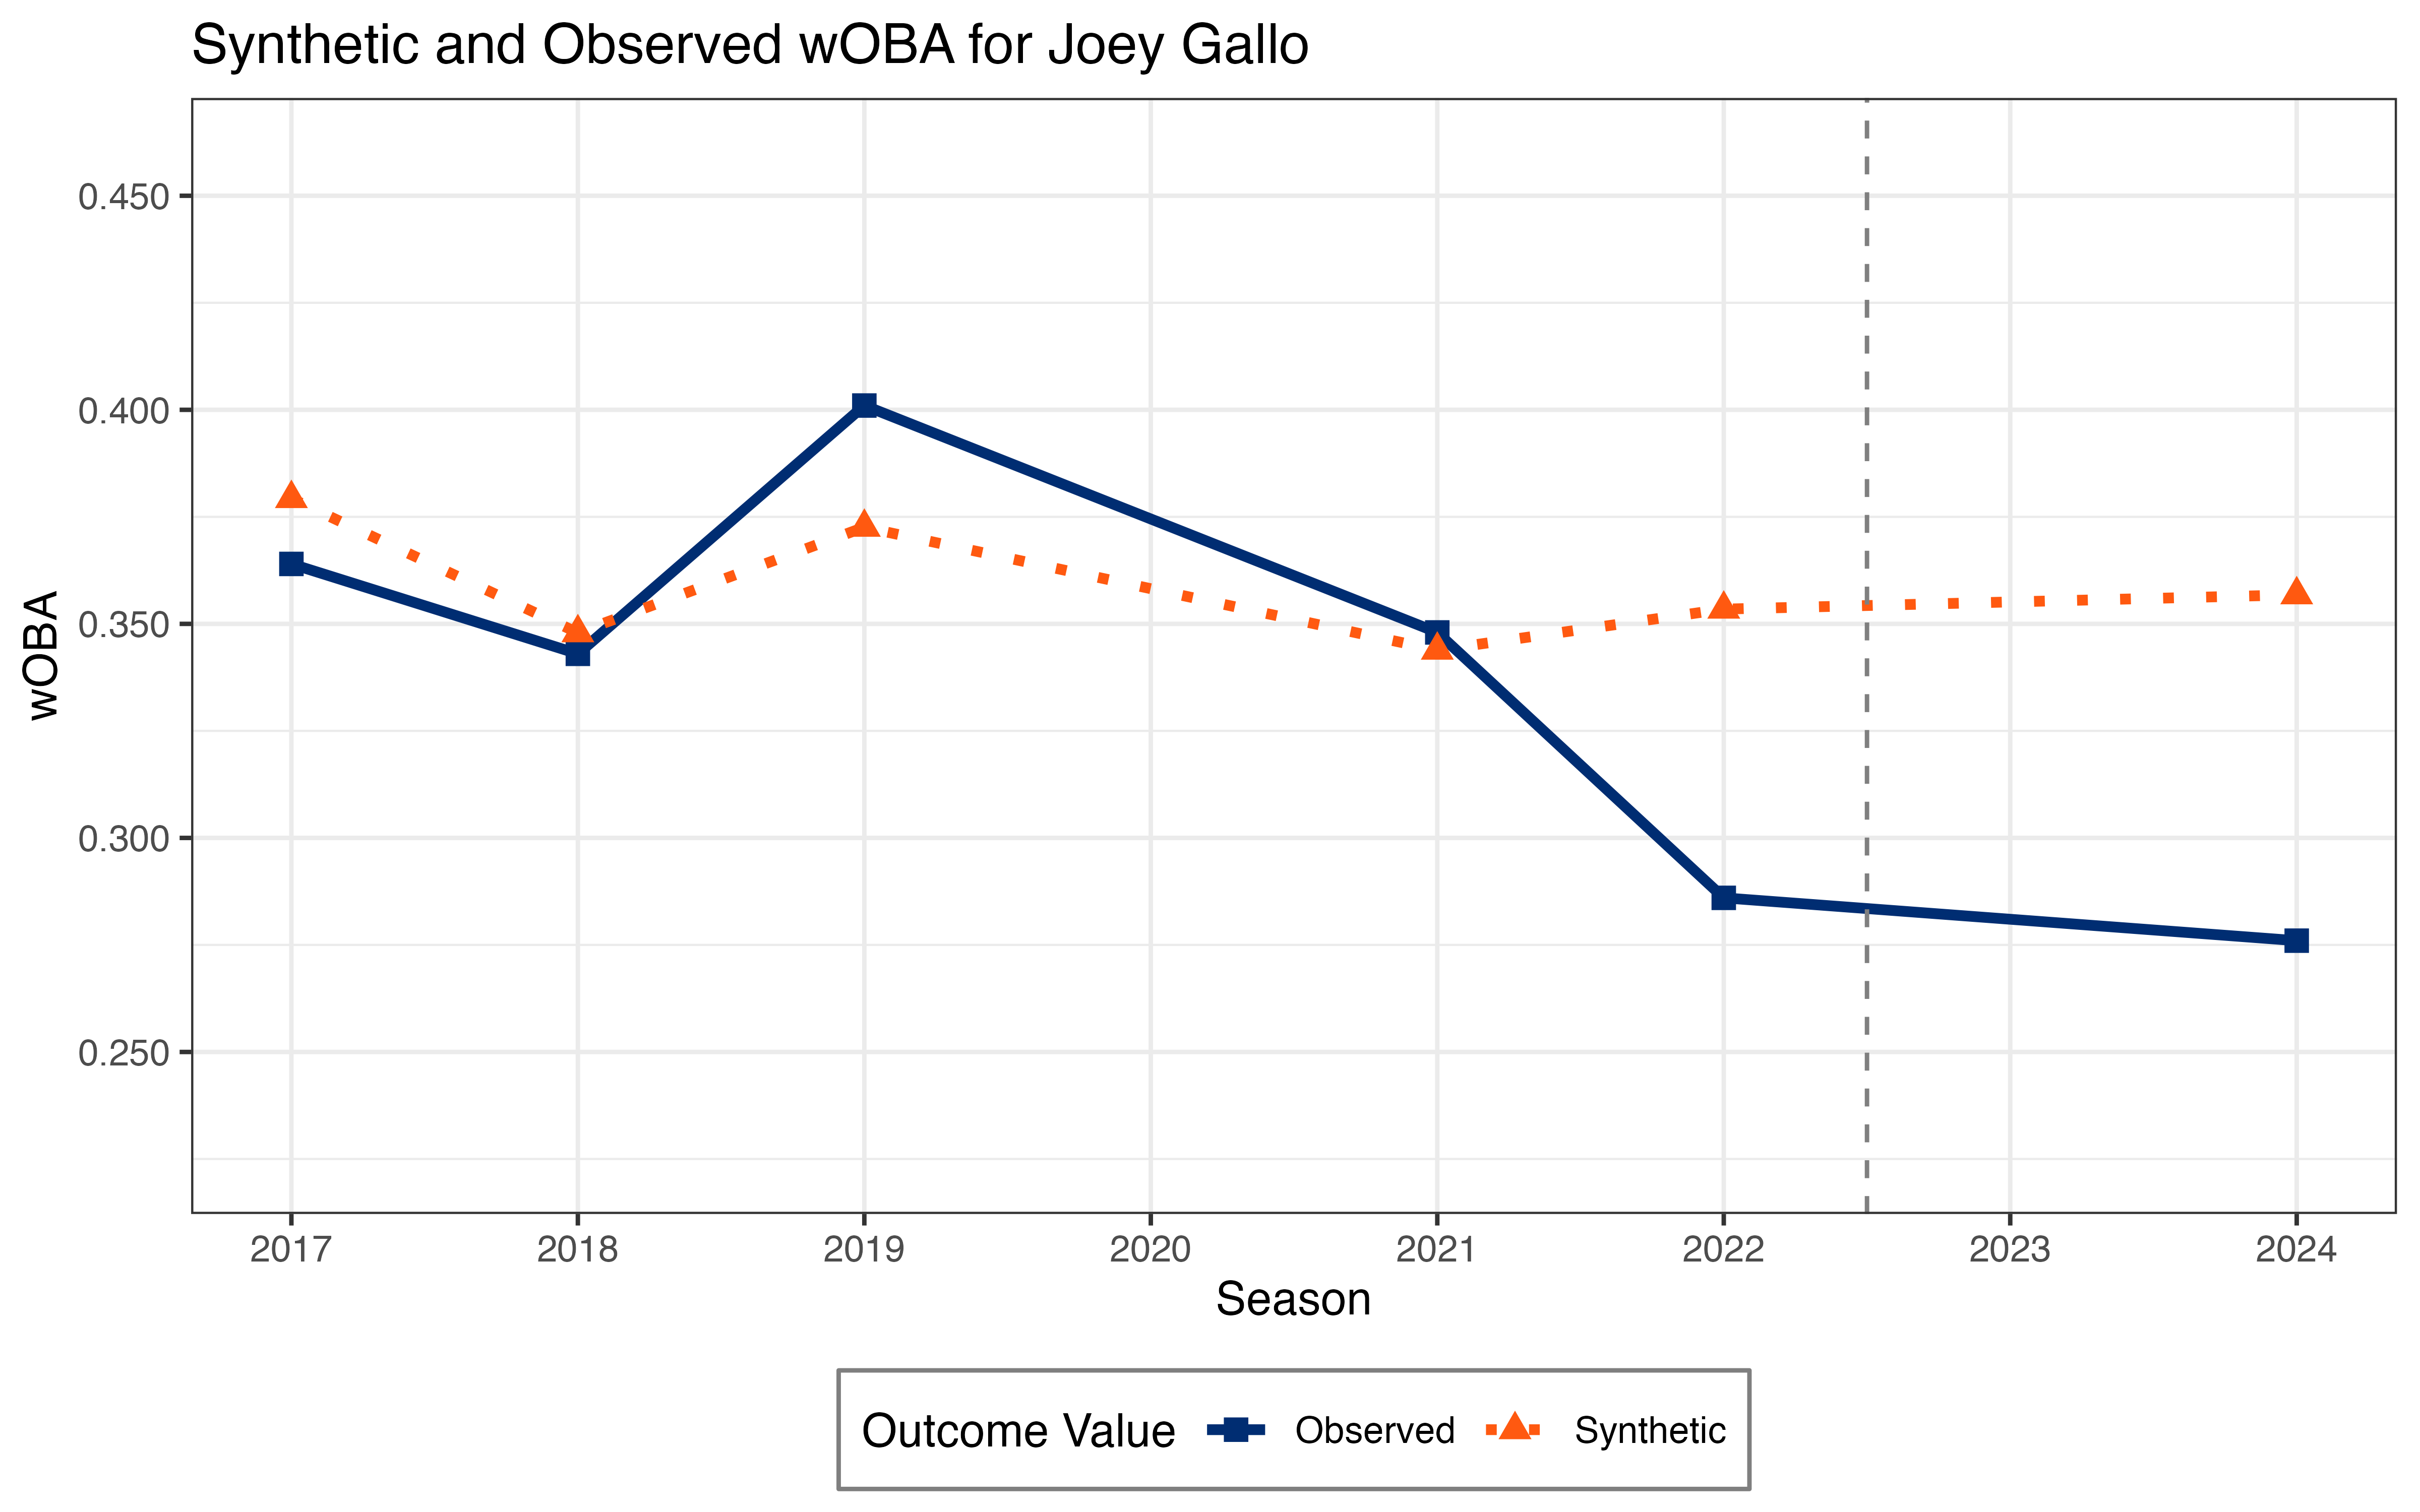 Synthetic and Observed wOBA for Joey Gallo
wOBA
0.450
0.400
0.350
0.300
0.250
2017 2018 2019 2020 2021 2022 2023 2024
Season
Outcome Value Observed Synthetic